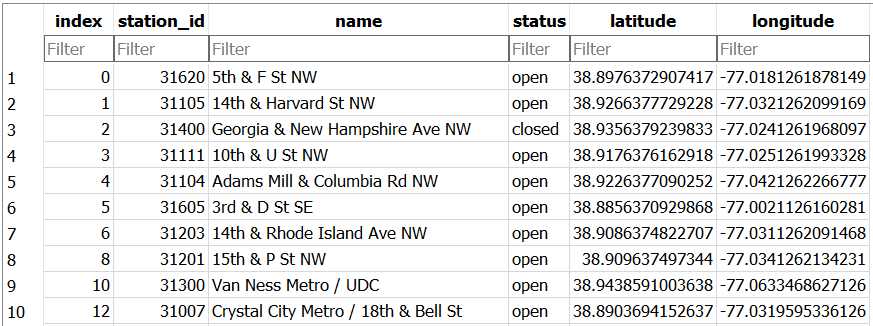 index station_id name status latitude longitude
Filter Filter Filter Filter Filter Filter
1 0 31620 5th & F St NW open 38.8976372907417 -77.0181261878149
2 1 31105 14th & Harvard St NW open 38.9266377729228 -77.0321262099169
3 2 31400 Georgia & New Hampshire Ave NW closed 38.9356379239833 -77.0241261968097
4 3 31111 10th & U St NW open 38.9176376162918 -77.0251261993328
5 4 31104 Adams Mill & Columbia Rd NW open 38.9226377090252 -77.0421262266777
6 5 31605 3rd & D St SE open 38.8856370929868 -77.0021126160281
7 6 31203 14th & Rhode Island Ave NW open 38.9086374822707 -77.0311262091468
8 8 31201 15th & P St NW open 38.909637497344 -77.0341262134231
9 10 31300 Van Ness Metro / UDC open 38.9438591003638 -77.0633468627126
10 12 31007 Crystal City Metro / 18th & Bell St open 38.8903694152637 -77.0319595336126